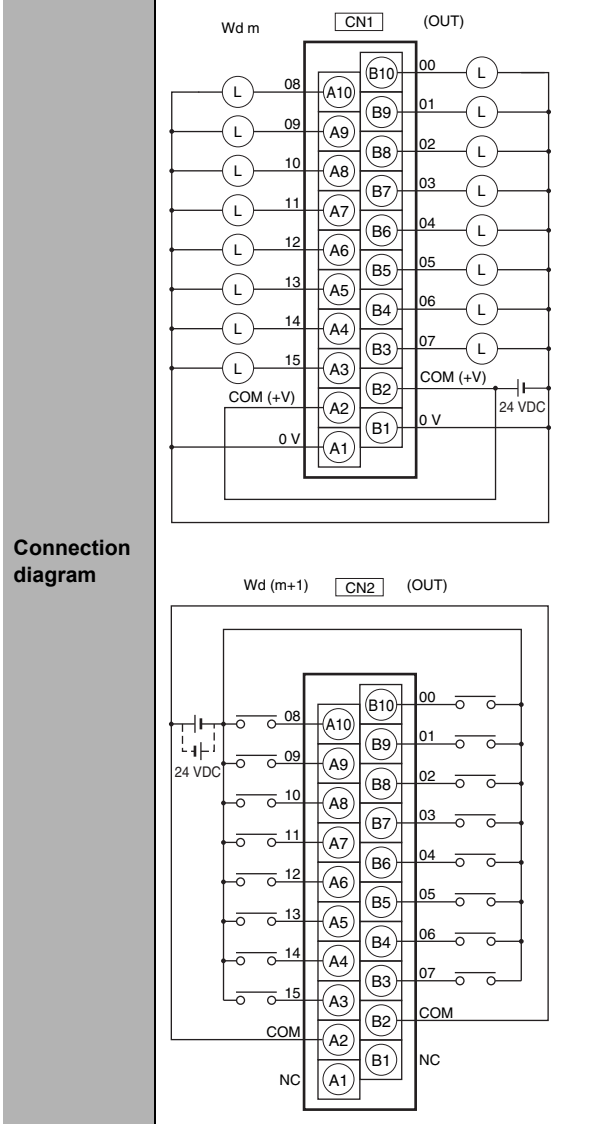 Connection
diagram
Wd m CN1 (OUT)
B10 00 L
L 08 A10
B9 01 L
L 09 A9
B8 02 L
L 10 A8
B7 03 L
L 11 A7
B6 04 L
L 12 A6
B5 05 L
L 13 A5
B4 06 L
L 14 A4
B3 07 L
L 15 A3
B2 COM (+V)
COM (+V) A2
24 VDC
B1 0 V
0 V A1
Wd (m+1) CN2 (OUT)
B10 00
08 A10
B9 01
09 A9
24 VDC
B8 02
10 A8
B7 03
11 A7
B6 04
12 A6
B5 05
13 A5
B4 06
14 A4
B3 07
15 A3
B2 COM
COM A2
B1 NC
NC A1